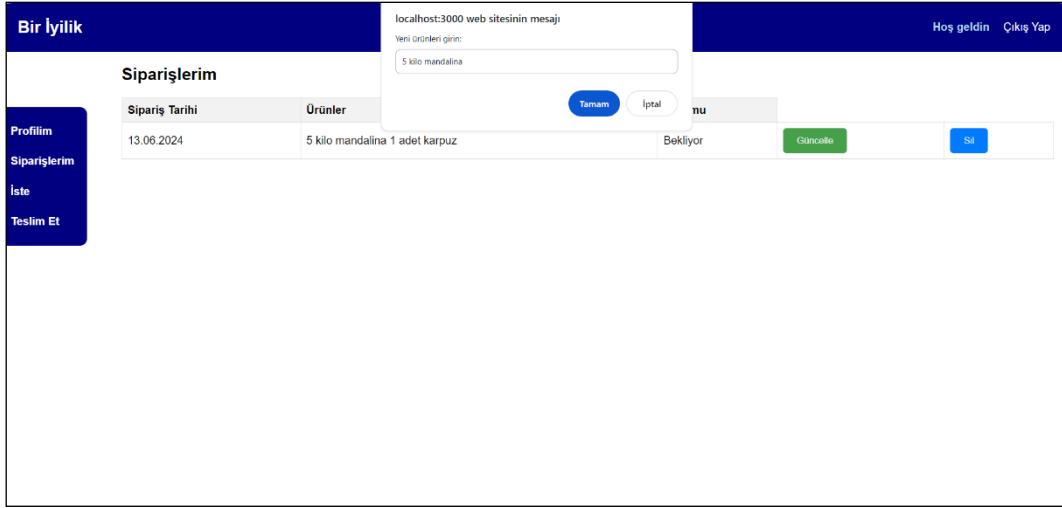 Bir İyilik
localhost:3000 web sitesinin mesajı
Yeni ürünleri girin:
5 kilo mandalina
Tamam İptal
Hoş geldin Çıkış Yap
Profilim
Siparişlerim
İste
Teslim Et
Siparişlerim
Sipariş Tarihi Ürünler mu
13.06.2024 5 kilo mandalina 1 adet karpuz Bekliyor Güncelle Sil